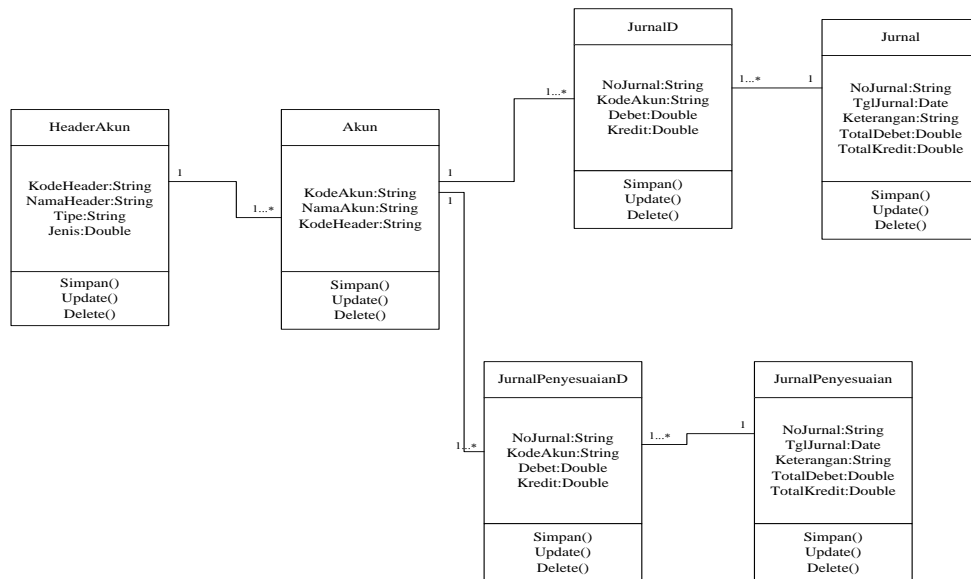 HeaderAkun
KodeHeader:String
NamaHeader:String
Tipe:String
Jenis:Double
Simpan()
Update()
Delete()
1
1...*
Akun
KodeAkun:String
NamaAkun:String
KodeHeader:String
Simpan()
Update()
Delete()
1
1
1...*
JurnalD
NoJurnal:String
KodeAkun:String
Debet:Double
Kredit:Double
Simpan()
Update()
Delete()
1...*
1
Jurnal
NoJurnal:String
TglJurnal:Date
Keterangan:String
TotalDebet:Double
TotalKredit:Double
Simpan()
Update()
Delete()
1...*
JurnalPenyesuaianD
NoJurnal:String
KodeAkun:String
Debet:Double
Kredit:Double
Simpan()
Update()
Delete()
1...*
1
JurnalPenyesuaian
NoJurnal:String
TglJurnal:Date
Keterangan:String
TotalDebet:Double
TotalKredit:Double
Simpan()
Update()
Delete()